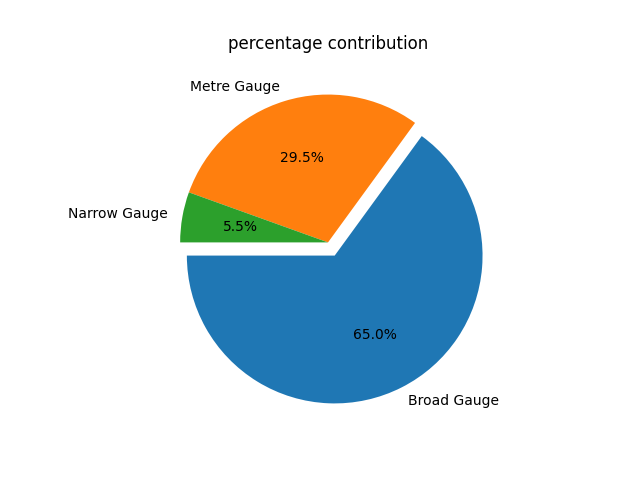 percentage contribution
Metre Gauge
29.5%
Narrow Gauge
5.5%
65.0%
Broad Gauge